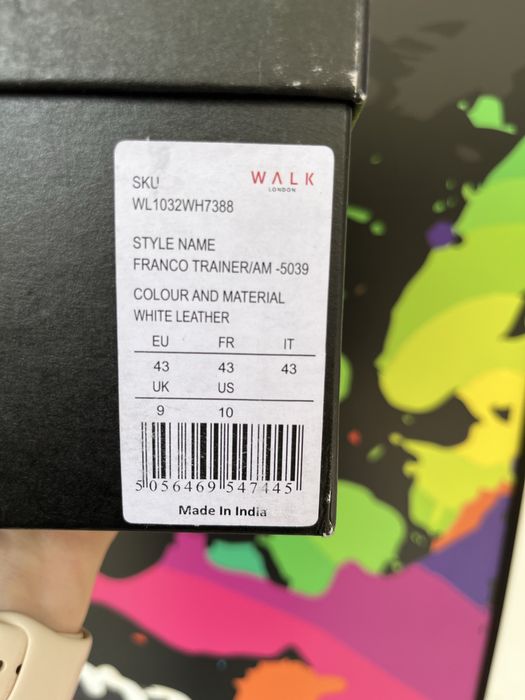 SKU
WALK
LONDON
WL1032WH7388
STYLE NAME
FRANCO TRAINER/AM -5039
COLOUR AND MATERIAL
WHITE LEATHER
EU FR IT
43 43 43
UK US
9 10
5 056469 547445
Made In India